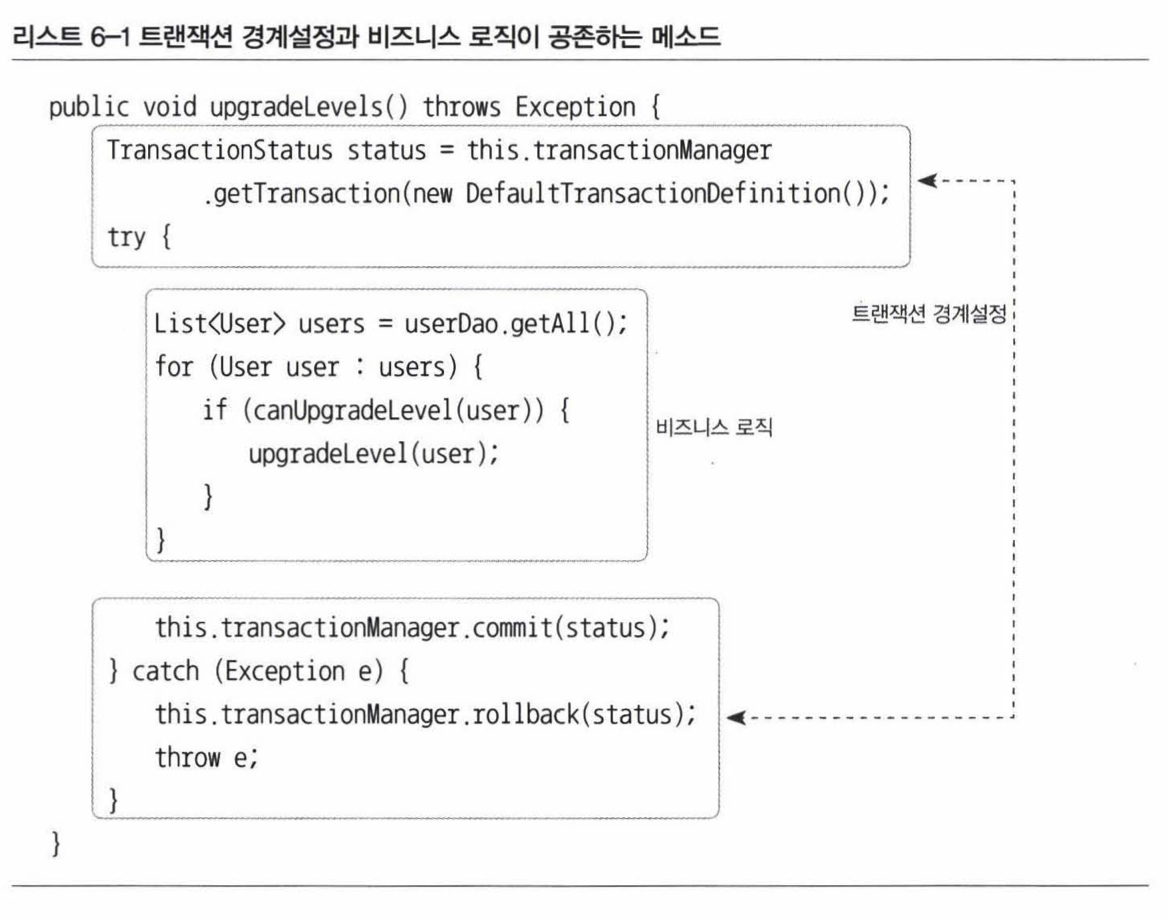 리스트 6-1 트랜잭션 경계설정과 비즈니스 로직이 공존하는 메소드
public void upgradeLevels() throws Exception {
TransactionStatus status = this.transactionManager
.getTransaction(new DefaultTransactionDefinition());
try {
List<User> users = userDao.getAll();
for (User user : users) {
if (canUpgradeLevel(user)) {
upgradeLevel(user);
}
}
트랜잭션 경계설정
비즈니스 로직
this.transactionManager.commit(status);
} catch (Exception e) {
this.transactionManager.rollback(status);
throw e;
}
}